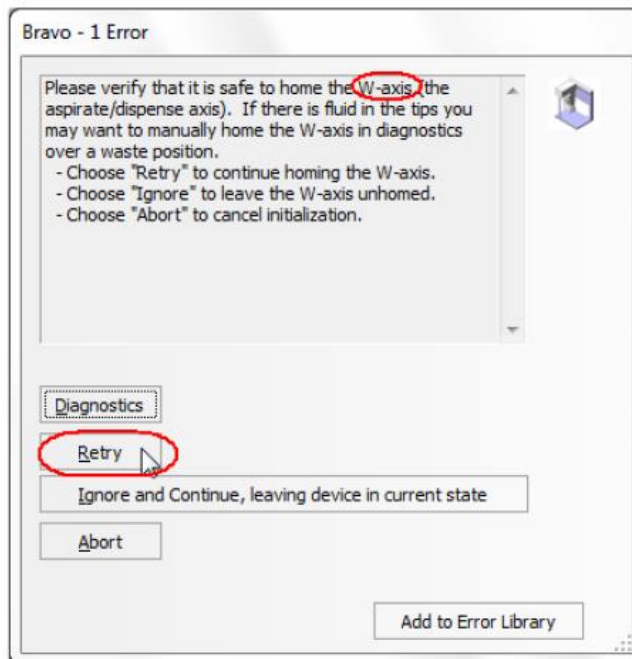 Bravo - 1 Error
Please verify that it is safe to home the W-axis (the
aspirate/dispense axis). If there is fluid in the tips you
may want to manually home the W-axis in diagnostics
over a waste position.
- Choose "Retry" to continue homing the W-axis.
- Choose "Ignore" to leave the W-axis unhomed.
- Choose "Abort" to cancel initialization.
Diagnostics
Retry
Ignore and Continue, leaving device in current state
Abort
Add to Error Library